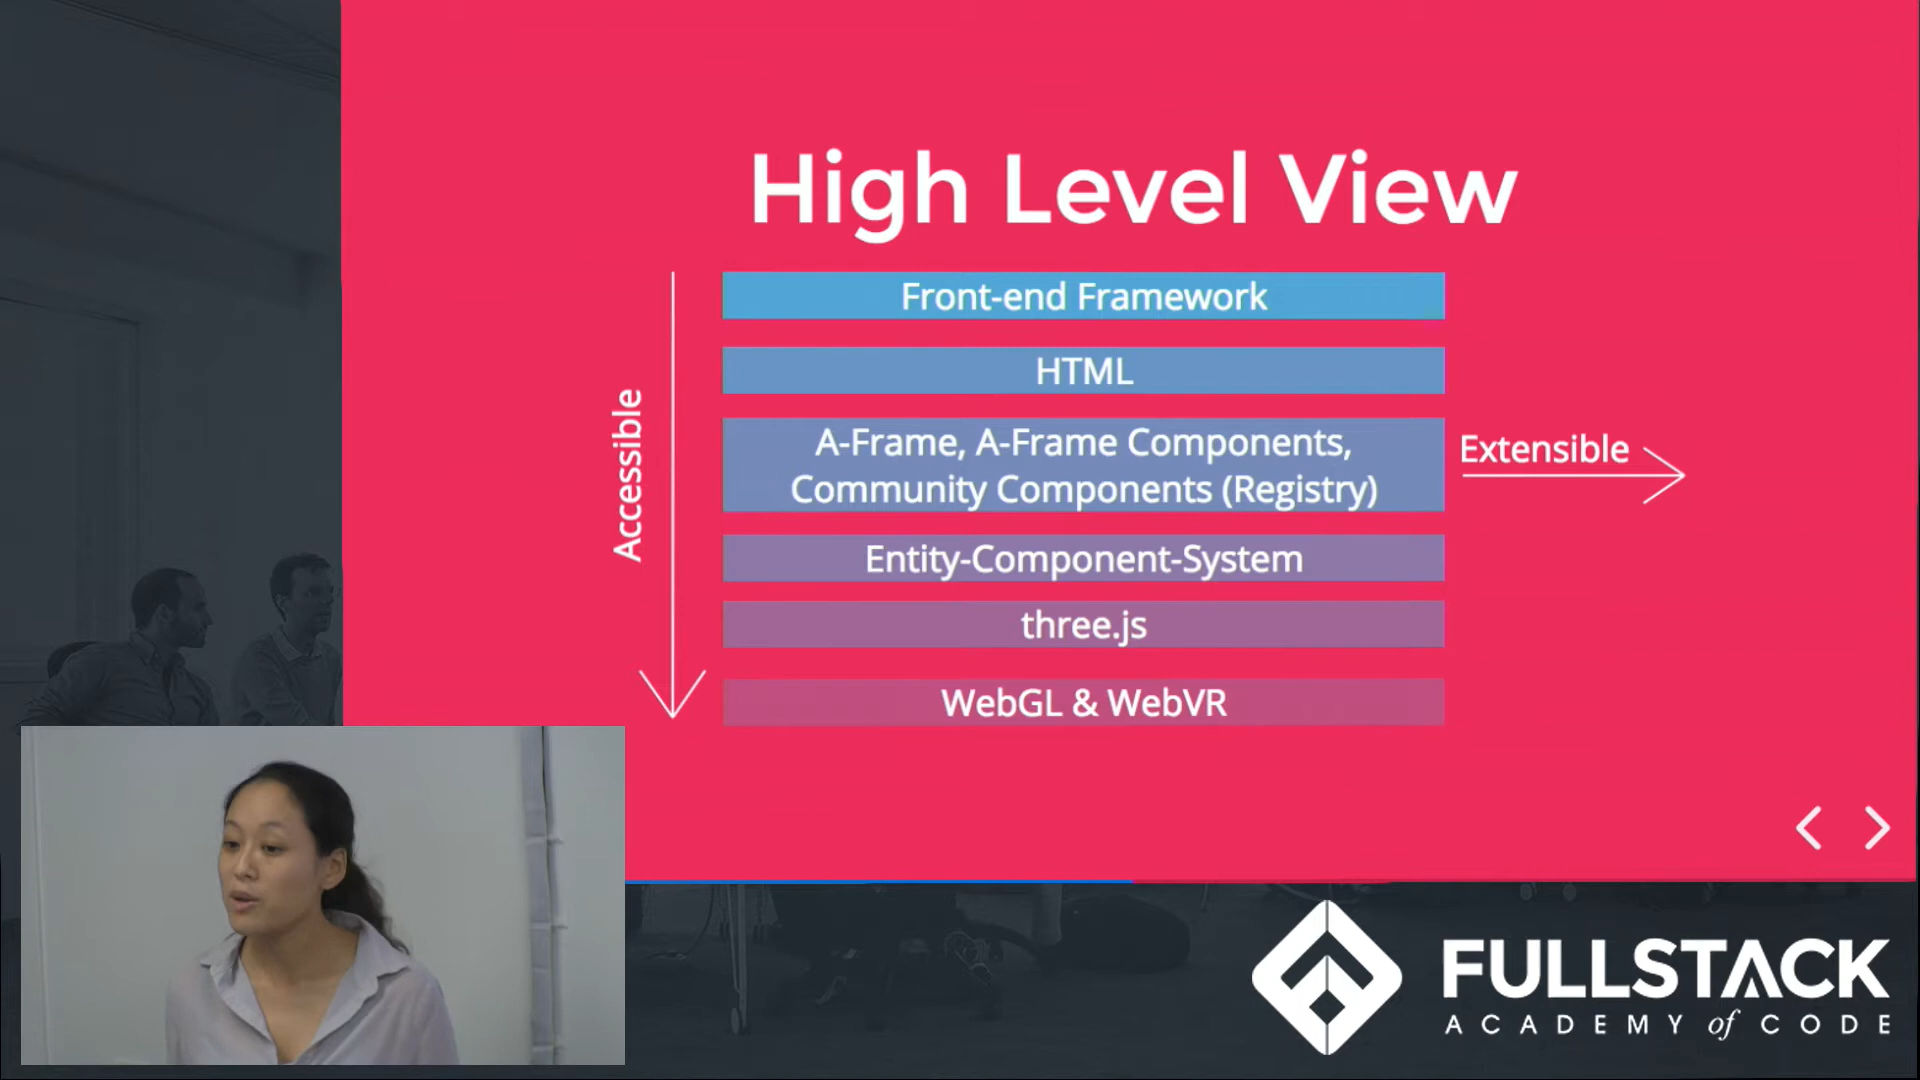 High Level View
Front-end Framework
HTML
A-Frame, A-Frame Components,
Community Components (Registry)
Entity-Component-System
three.js
WebGL & WebVR
Accessible
Extensible
FULLSTACK
ACADEMY of CODE